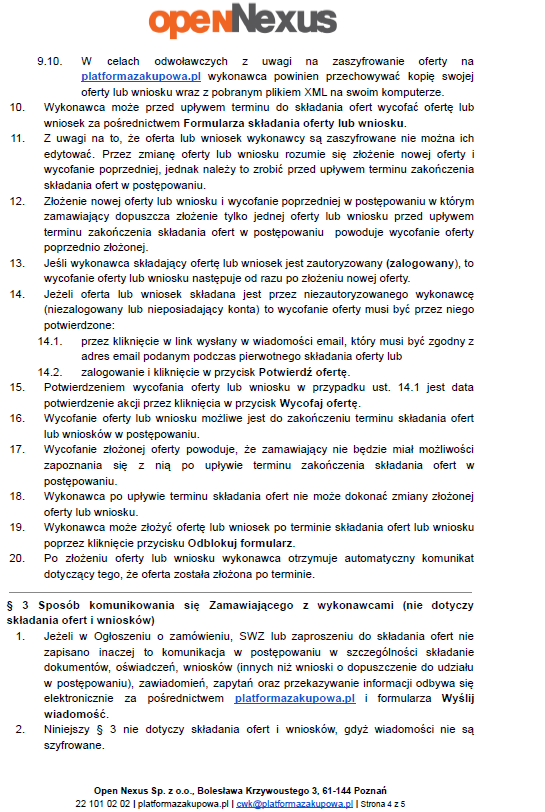 openNexus
9.10. W celach odwoławczych z uwagi na zaszyfrowanie oferty na
platformazakupowa.pl wykonawca powinien przechowywać kopię swojej
oferty lub wniosku wraz z pobranym plikiem XML na swoim komputerze.
10. Wykonawca może przed upływem terminu do składania ofert wycofać ofertę lub
wniosek za pośrednictwem Formularza składania oferty lub wniosku.
11. Z uwagi na to, że oferta lub wniosek wykonawcy są zaszyfrowane nie można ich
edytować. Przez zmianę oferty lub wniosku rozumie się złożenie nowej oferty i
wycofanie poprzedniej, jednak należy to zrobić przed upływem terminu zakończenia
składania ofert w postępowaniu.
12. Złożenie nowej oferty lub wniosku i wycofanie poprzedniej w postępowaniu w którym
zamawiający dopuszcza złożenie tylko jednej oferty lub wniosku przed upływem
terminu zakończenia składania ofert w postępowaniu powoduje wycofanie oferty
poprzednio złożonej.
13. Jeśli wykonawca składający ofertę lub wniosek jest zautoryzowany (zalogowany), to
wycofanie oferty lub wniosku następuje od razu po złożeniu nowej oferty.
14. Jeżeli oferta lub wniosek składana jest przez niezautoryzowanego wykonawcę
(niezalogowany lub nieposiadający konta) to wycofanie oferty musi być przez niego
potwierdzone:
14.1. przez kliknięcie w link wysłany w wiadomości email, który musi być zgodny z
adres email podanym podczas pierwotnego składania oferty lub
14.2. zalogowanie i kliknięcie w przycisk Potwierdź ofertę.
15. Potwierdzeniem wycofania oferty lub wniosku w przypadku ust. 14.1 jest data
potwierdzenie akcji przez kliknięcia w przycisk Wycofaj ofertę.
16. Wycofanie oferty lub wniosku możliwe jest do zakończeniu terminu składania ofert
lub wniosków w postępowaniu.
17. Wycofanie złożonej oferty powoduje, że zamawiający nie będzie miał możliwości
zapoznania się z nią po upływie terminu zakończenia składania ofert w
postępowaniu.
18. Wykonawca po upływie terminu składania ofert nie może dokonać zmiany złożonej
oferty lub wniosku.
19. Wykonawca może złożyć ofertę lub wniosek po terminie składania ofert lub wniosku
poprzez kliknięcie przycisku Odblokuj formularz.
20. Po złożeniu oferty lub wniosku wykonawca otrzymuje automatyczny komunikat
dotyczący tego, że oferta została złożona po terminie.
§ 3 Sposób komunikowania się Zamawiającego z wykonawcami (nie dotyczy
składania ofert i wniosków)
1. Jeżeli w Ogłoszeniu o zamówieniu, SWZ lub zaproszeniu do składania ofert nie
zapisano inaczej to komunikacja w postępowaniu w szczególności składanie
dokumentów, oświadczeń, wniosków (innych niż wnioski o dopuszczenie do udziału
w postępowaniu), zawiadomień, zapytań oraz przekazywanie informacji odbywa się
elektronicznie za pośrednictwem platformazakupowa.pl i formularza Wyślij
wiadomość.
2. Niniejszy § 3 nie dotyczy składania ofert i wniosków, gdyż wiadomości nie są
szyfrowane.
Open Nexus Sp. z o.o., Bolesława Krzywoustego 3, 61-144 Poznań
22 101 02 02 | platformazakupowa.pl | cwk@platformazakupowa.pl | Strona 4 z 5